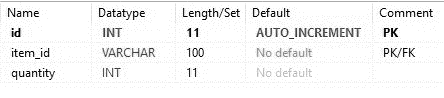 Name Datatype Length/Set Default Comment
id INT 11 AUTO_INCREMENT PK
item_id VARCHAR 100 No default PK/FK
quantity INT 11 No default